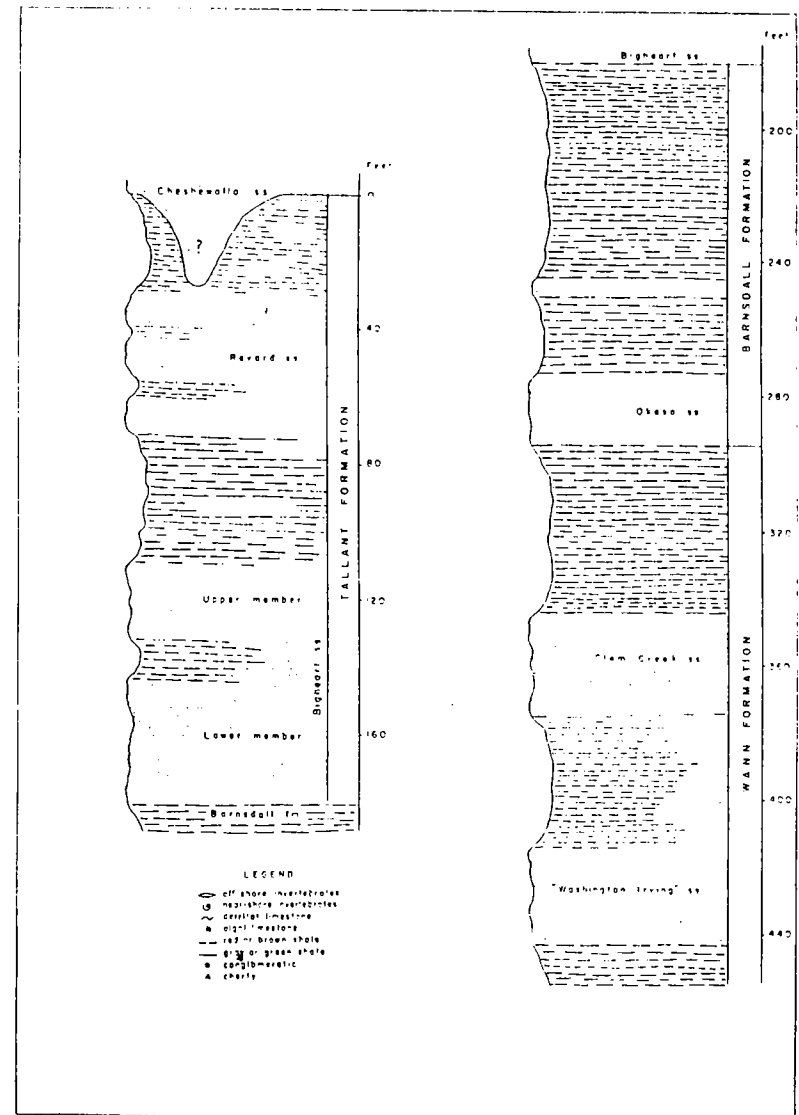 Feet
Cheshewalla ss
0
?
40
Revard ss
80
TALLANT FORMATION
Upper member
120
Bigheart ss
Lower member
160
Barnsdall fm
LEGEND
off shore invertebrates
near-shore invertebrates
detrital limestone
algal limestone
red or brown shale
gray or green shale
conglomeratic
cherty
Feet
Bigheart ss
200
240
BARNSDALL FORMATION
280
Okesa ss
320
Clem Creek ss
360
WANN FORMATION
400
"Washington Irving" ss
440